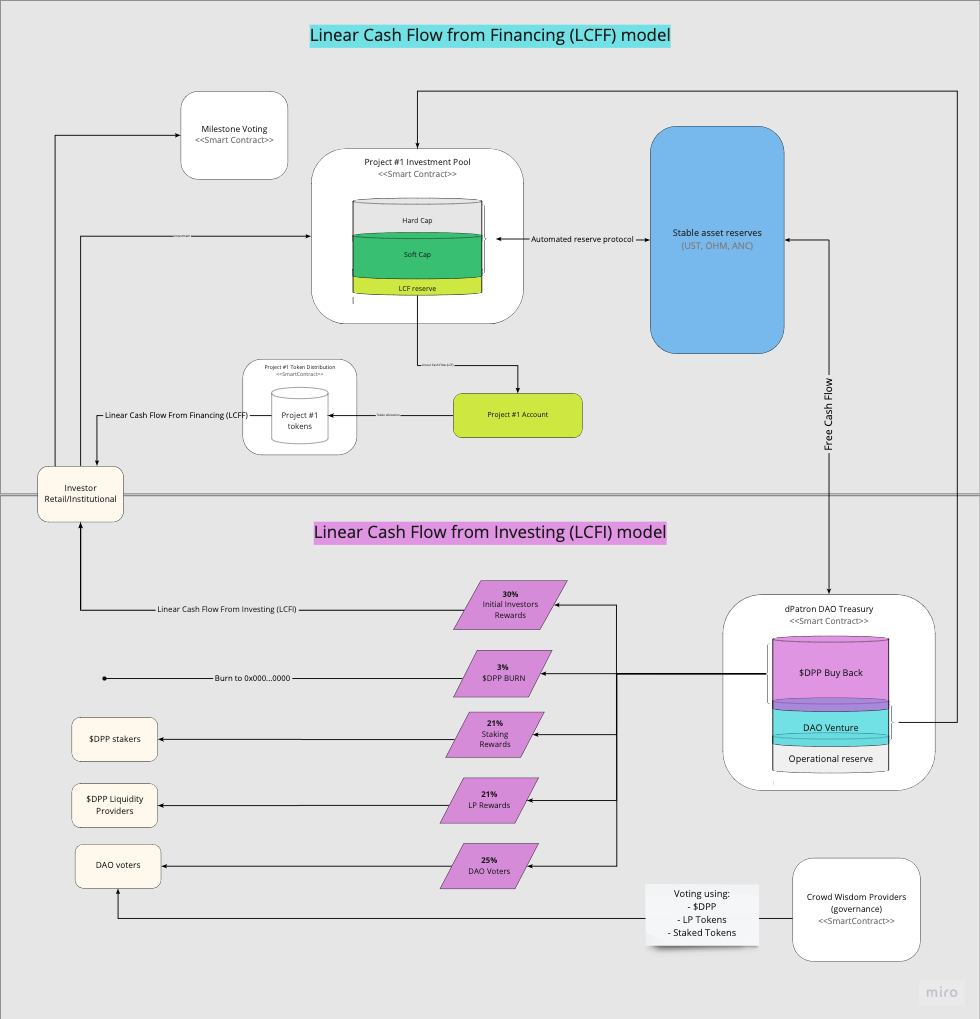 Linear Cash Flow from Financing (LCFF) model
Milestone Voting
<<Smart Contract>>
Project #1 Investment Pool
<<Smart Contract>>
Hard Cap
Soft Cap
LCF reserve
Automated reserve protocol
Stable asset reserves
(UST, OHM, ANC)
Free Cash Flow
Project #1 Token Distribution
<<SmartContract>>
Project #1
tokens
Linear Cash Flow From Financing (LCFF)
Project #1 Account
Investor
Retail/Institutional
Linear Cash Flow from Investing (LCFI) model
30%
Initial Investors
Rewards
Linear Cash Flow From Investing (LCFI)
3%
$DPP BURN
Burn to 0x000...0000
21%
Staking
Rewards
$DPP stakers
21%
LP Rewards
$DPP Liquidity
Providers
25%
DAO Voters
DAO voters
dPatron DAO Treasury
<<Smart Contract>>
$DPP Buy Back
DAO Venture
Operational reserve
Voting using:
- $DPP
- LP Tokens
- Staked Tokens
Crowd Wisdom Providers
(governance)
<<SmartContract>>
miro